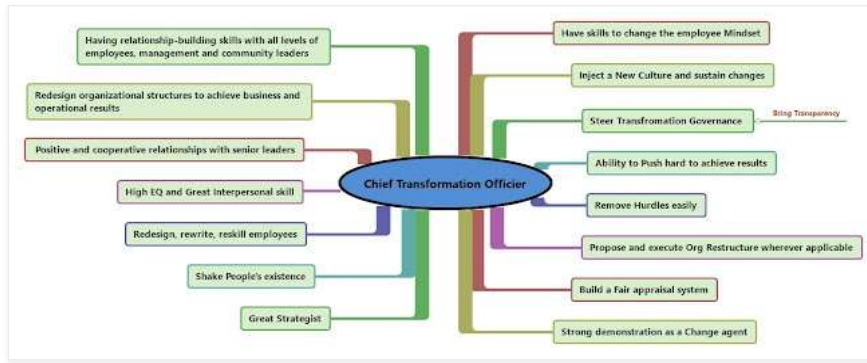 Having relationship-building skills with all levels of
employees, management and community leaders
Redesign organizational structures to achieve business and
operational results
Positive and cooperative relationships with senior leaders
High EQ and Great Interpersonal skill
Redesign, rewrite, reskill employees
Shake People's existence
Great Strategist
Chief Transformation Officier
Have skills to change the employee Mindset
Inject a New Culture and sustain changes
Steer Transfromation Governance
Bring Transparency
Ability to Push hard to achieve results
Remove Hurdles easily
Propose and execute Org Restructure wherever applicable
Build a Fair appraisal system
Strong demonstration as a Change agent